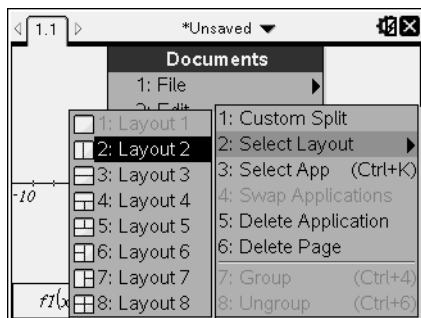 1.1 *Unsaved
Documents
1: File
2: Edit
1: Layout 1
2: Layout 2
3: Layout 3
4: Layout 4
5: Layout 5
6: Layout 6
7: Layout 7
8: Layout 8
1: Custom Split
2: Select Layout
3: Select App (Ctrl+K)
4: Swap Applications
5: Delete Application
6: Delete Page
7: Group (Ctrl+4)
8: Ungroup (Ctrl+6)
-10
f1(x